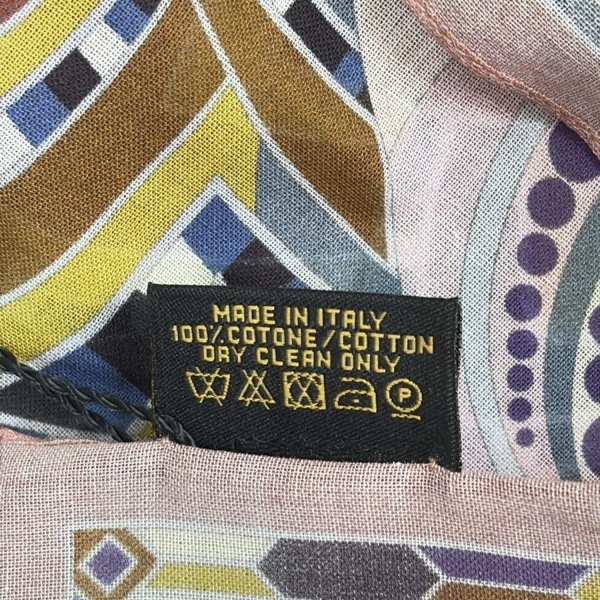 MADE IN ITALY
100% COTONE/COTTON
DRY CLEAN ONLY
P